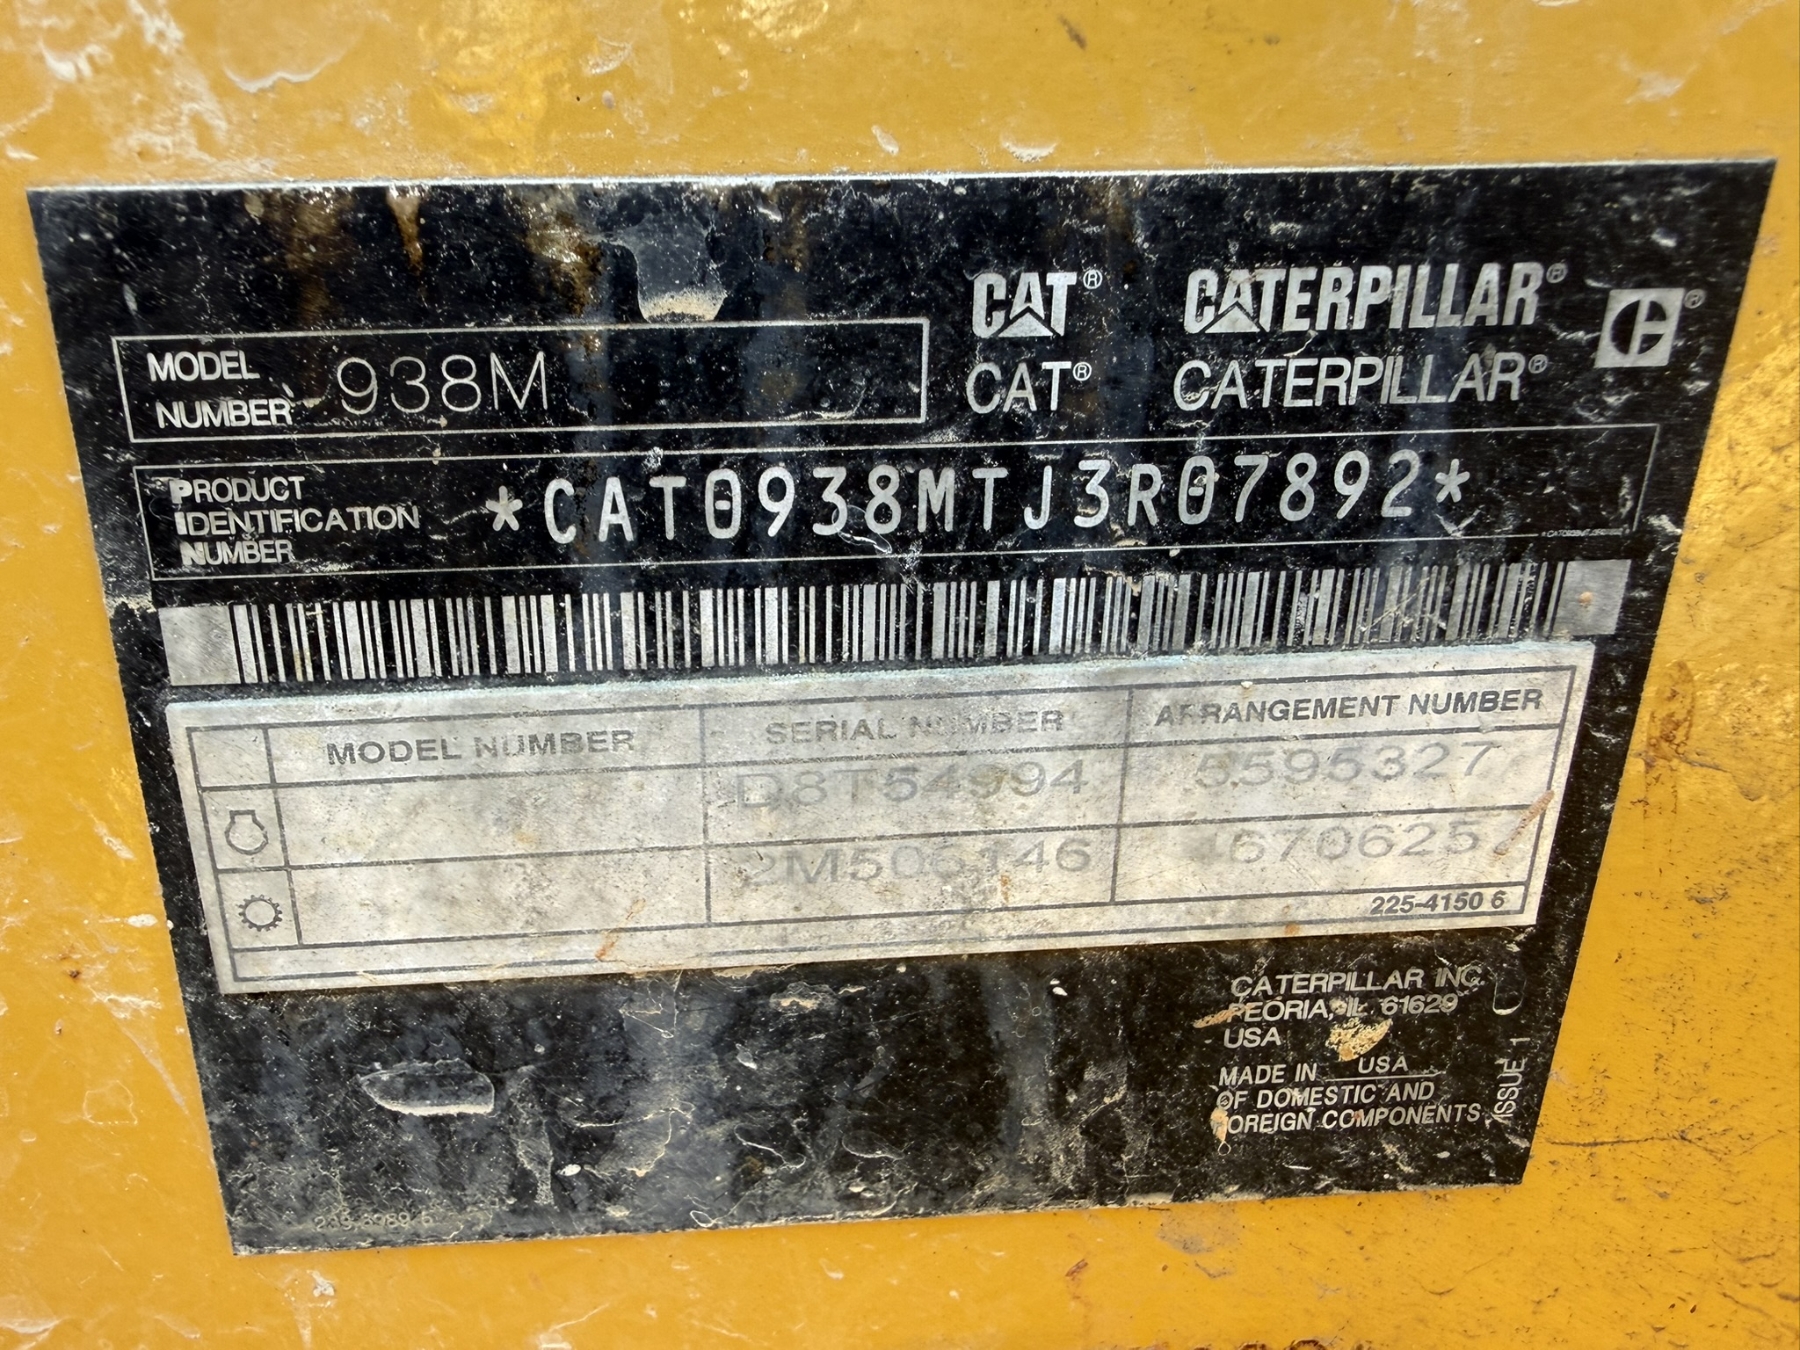 CAT® CATERPILLAR® ®
MODEL NUMBER 938M
CAT® CATERPILLAR®
PRODUCT IDENTIFICATION NUMBER *CAT0938MTJ3R07892*
MODEL NUMBER SERIAL NUMBER ARRANGEMENT NUMBER
D8T54994 5595327
2M506146 4670625
225-4150 6
CATERPILLAR INC.
PEORIA, IL 61629
USA
MADE IN USA
OF DOMESTIC AND
FOREIGN COMPONENTS
ISSUE 1